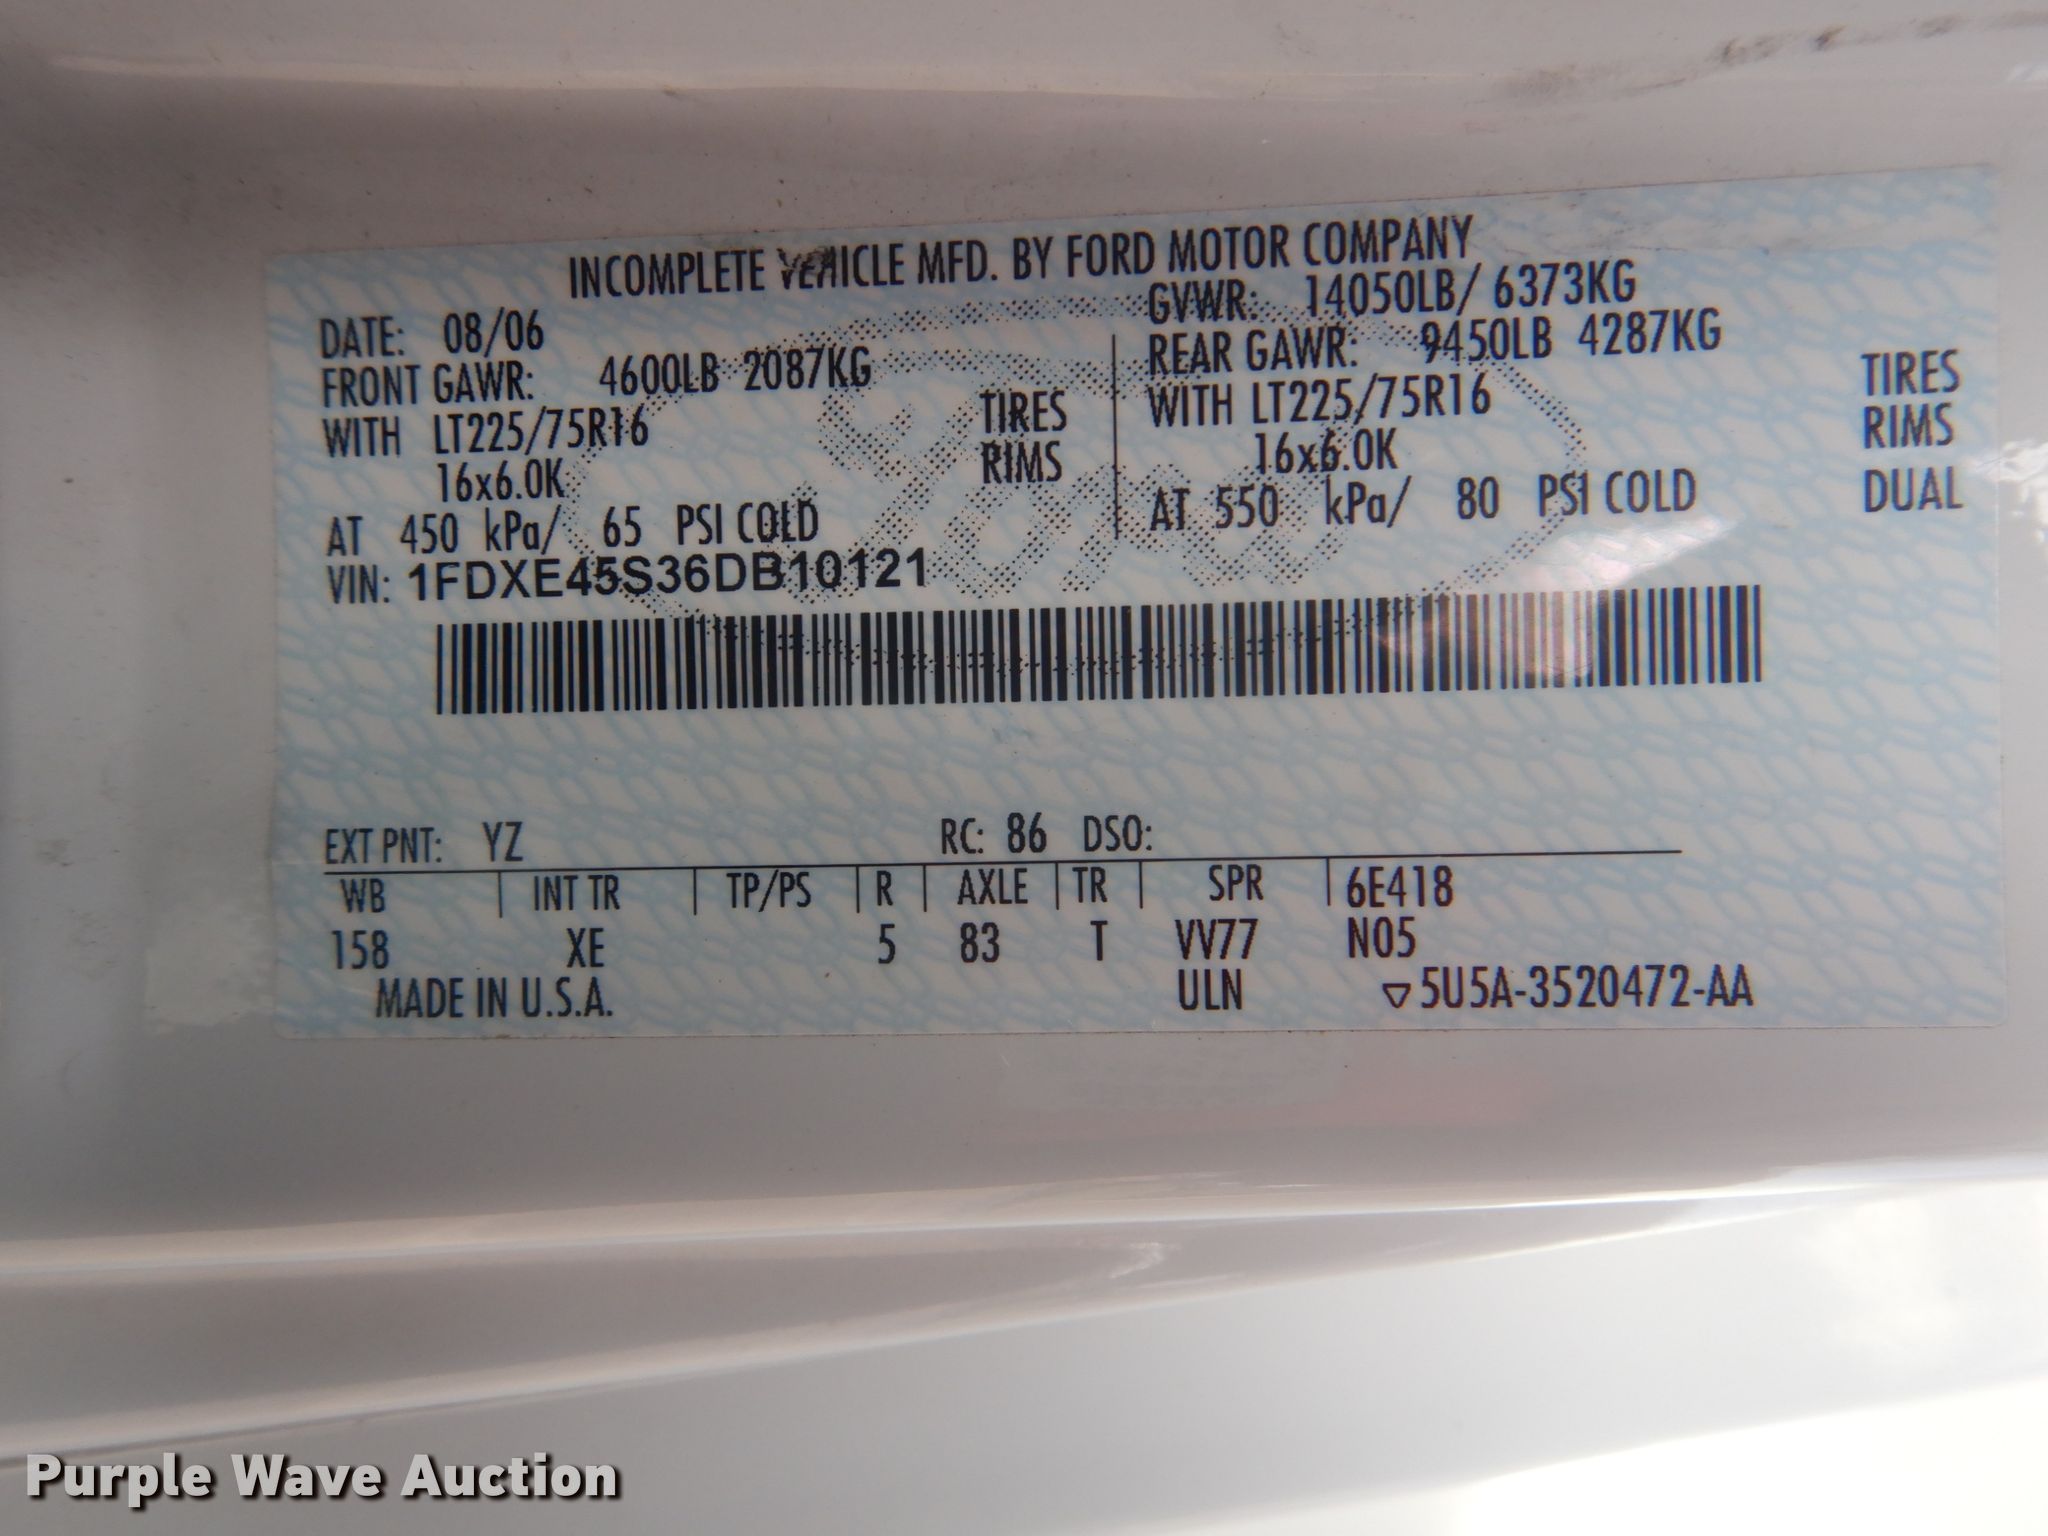 INCOMPLETE VEHICLE MFD. BY FORD MOTOR COMPANY
DATE: 08/06
GVWR: 14050LB/ 6373KG
FRONT GAWR: 4600LB 2087KG
REAR GAWR: 9450LB 4287KG
WITH LT225/75R16 TIRES
WITH LT225/75R16 TIRES
16x6.0K RIMS
16x6.0K RIMS
AT 450 kPa/ 65 PSI COLD
AT 550 kPa/ 80 PSI COLD DUAL
VIN: 1FDXE45S36DB10121
Ford
EXT PNT: YZ RC: 86 DSO:
WB INT TR TP/PS R AXLE TR SPR 6E418
158 XE 5 83 T VV77 N05
MADE IN U.S.A. ULN ▽5U5A-3520472-AA
Purple Wave Auction